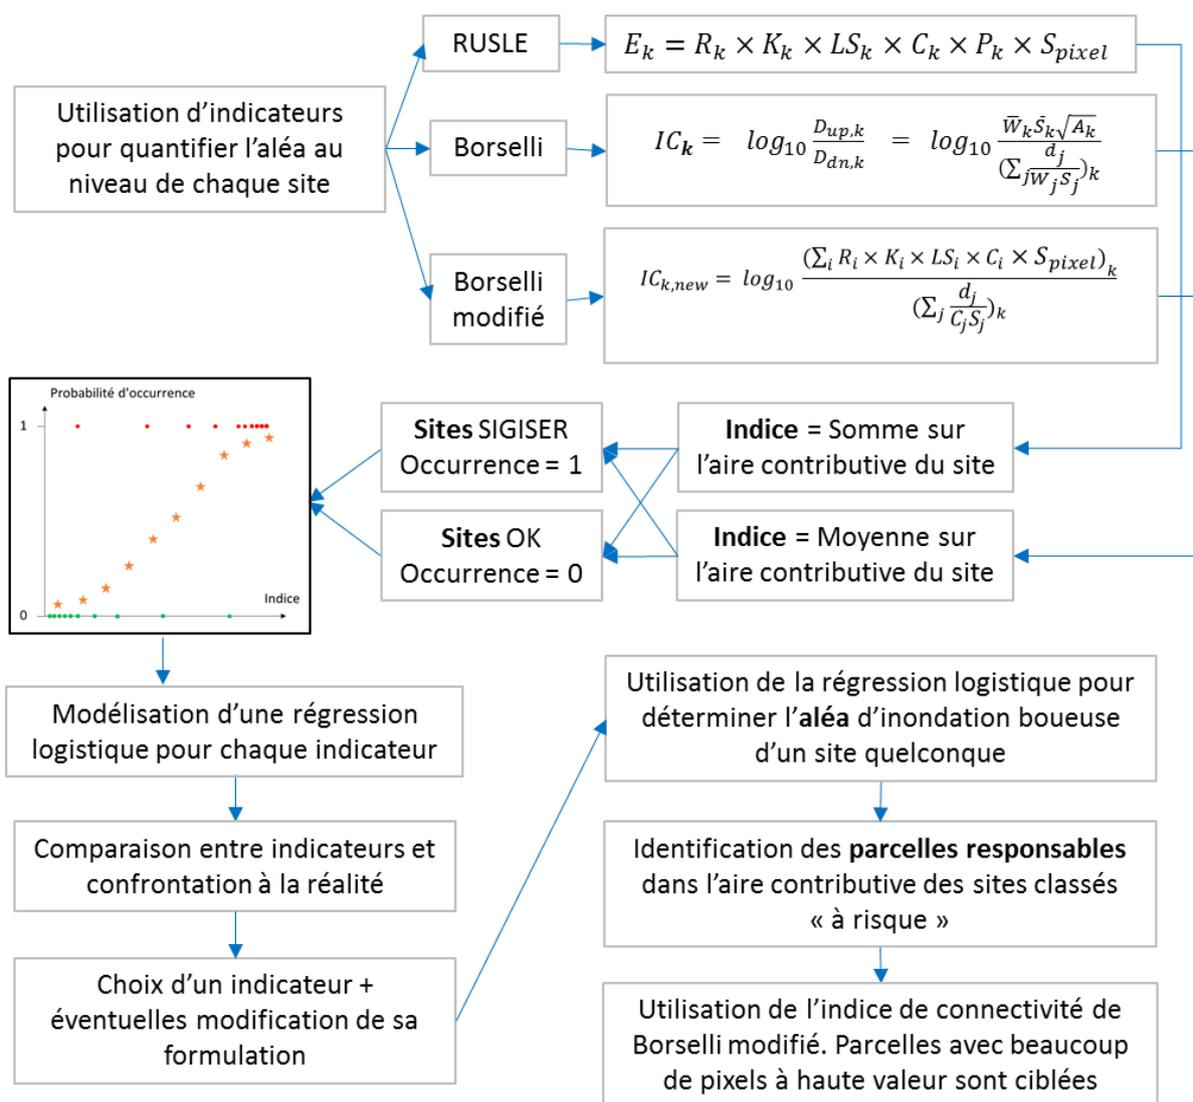 Utilisation d'indicateurs
pour quantifier l'aléa au
niveau de chaque site
RUSLE
E_k = R_k × K_k × LS_k × C_k × P_k × S_pixel
Borselli
IC_k = log_10 D_up,k / D_dn,k = log_10 W̄_k S̄_k √A_k / (∑_j d_j / W_j S_j)_k
Borselli
modifié
IC_k,new = log_10 (∑_i R_i × K_i × LS_i × C_i × S_pixel)_k / (∑_j d_j / C_j S_j)_k
Probabilité d'occurrence
1
0
Indice
Sites SIGISER
Occurrence = 1
Indice = Somme sur
l'aire contributive du site
Sites OK
Occurrence = 0
Indice = Moyenne sur
l'aire contributive du site
Modélisation d'une régression
logistique pour chaque indicateur
Comparaison entre indicateurs et
confrontation à la réalité
Choix d'un indicateur +
éventuelles modification de sa
formulation
Utilisation de la régression logistique pour
déterminer l'aléa d'inondation boueuse
d'un site quelconque
Identification des parcelles responsables
dans l'aire contributive des sites classés
« à risque »
Utilisation de l'indice de connectivité de
Borselli modifié. Parcelles avec beaucoup
de pixels à haute valeur sont ciblées